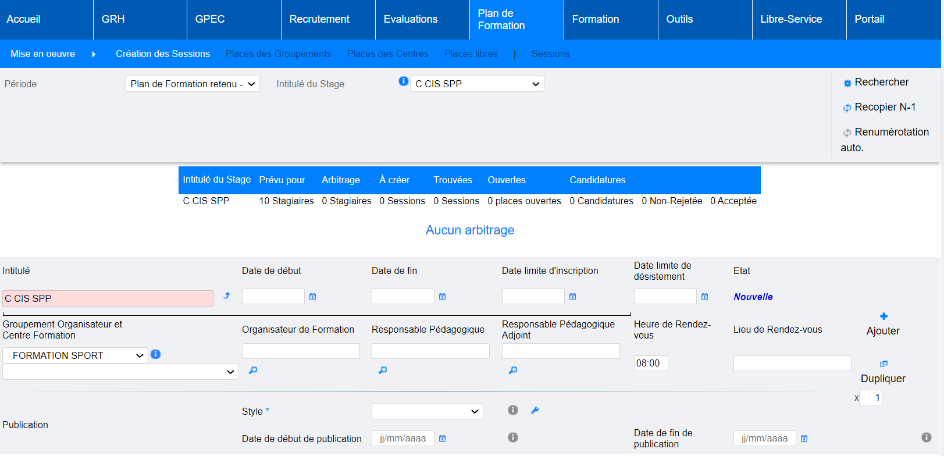 Accueil GRH GPEC Recrutement Evaluations Plan de Formation Formation Outils Libre-Service Portail
Mise en oeuvre Création des Sessions Places des Groupements Places des Centres Places libres | Sessions
Période Plan de Formation retenu - Intitulé du Stage C CIS SPP
Rechercher
Recopier N-1
Renumérotation
auto.
Intitulé du Stage Prévu pour Arbitrage À créer Trouvées Ouvertes Candidatures
C CIS SPP 10 Stagiaires 0 Stagiaires 0 Sessions 0 Sessions 0 places ouvertes 0 Candidatures 0 Non-Rejetée 0 Acceptée
Aucun arbitrage
Intitulé Date de début Date de fin Date limite d'inscription Date limite de désistement Etat
C CIS SPP Nouvelle
Groupement Organisateur et Centre Formation Organisateur de Formation Responsable Pédagogique Responsable Pédagogique Adjoint Heure de Rendez-vous Lieu de Rendez-vous
Ajouter
FORMATION SPORT 08:00
Dupliquer
x 1
Publication
Style *
Date de début de publication jj/mm/aaaa Date de fin de publication jj/mm/aaaa